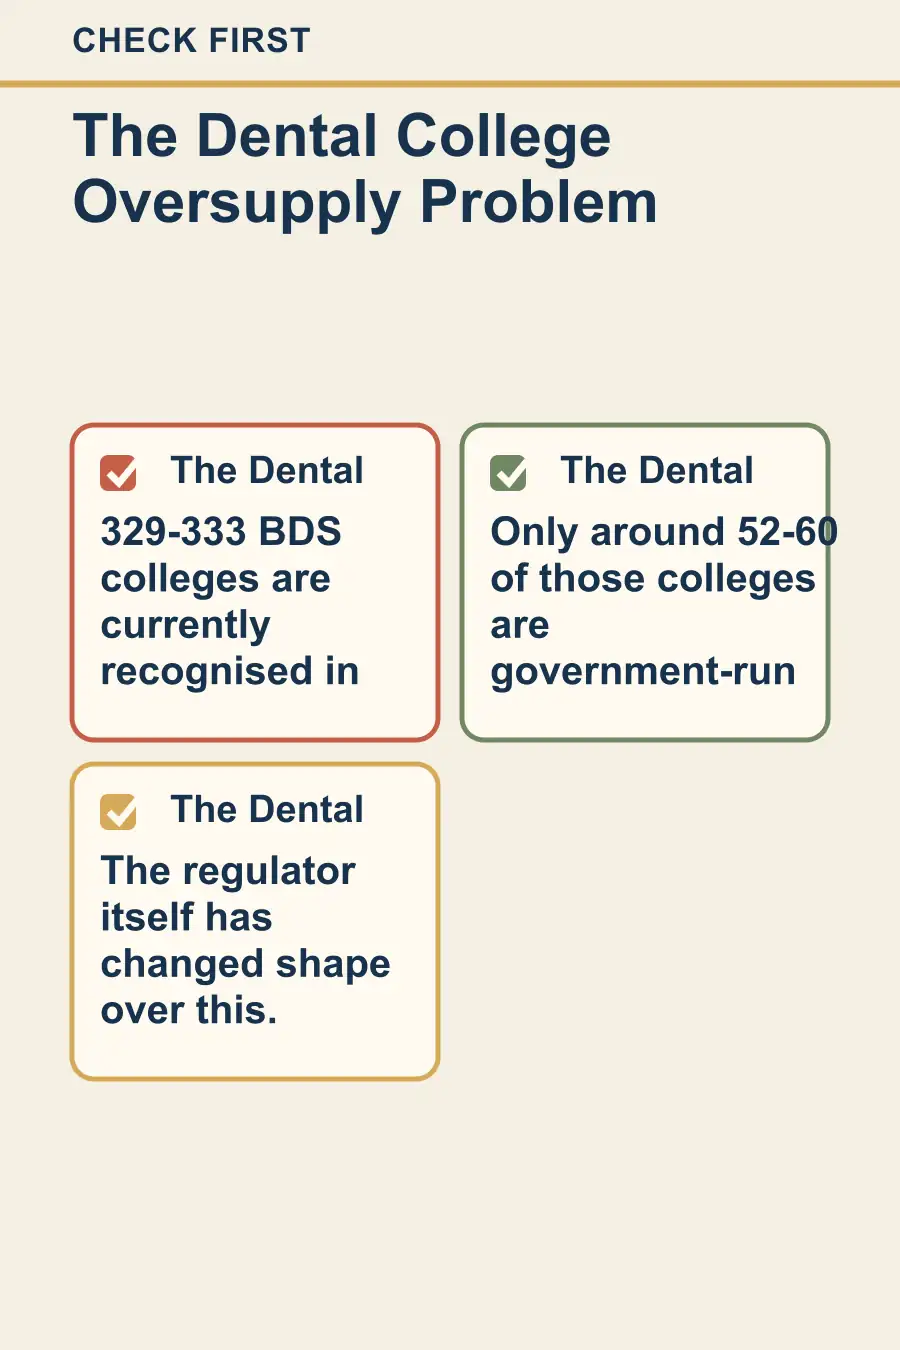 CHECK FIRST
The Dental College
Oversupply Problem
The Dental
329-333 BDS
colleges are
currently
recognised in
The Dental
Only around 52-60
of those colleges
are
government-run
The Dental
The regulator
itself has
changed shape
over this.